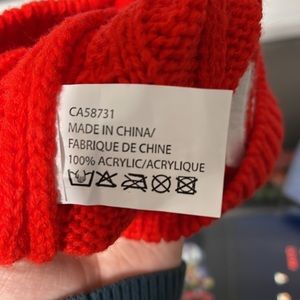 CA58731
MADE IN CHINA/
FABRIQUE DE CHINE
100% ACRYLIC/ACRYLIQUE